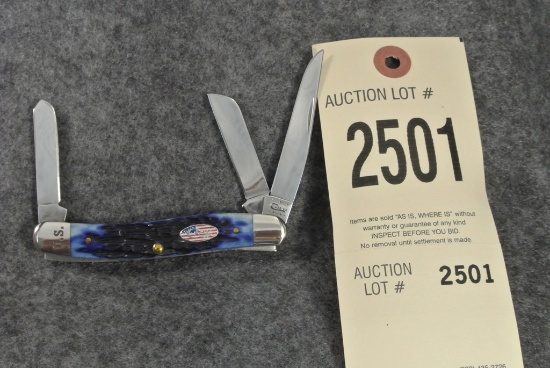 AUCTION LOT #
2501
Items are sold "AS IS, WHERE IS" without
warranty or guarantee of any kind
INSPECT BEFORE YOU BID.
No removal until settlement is made.
AUCTION
LOT # 2501
.S.